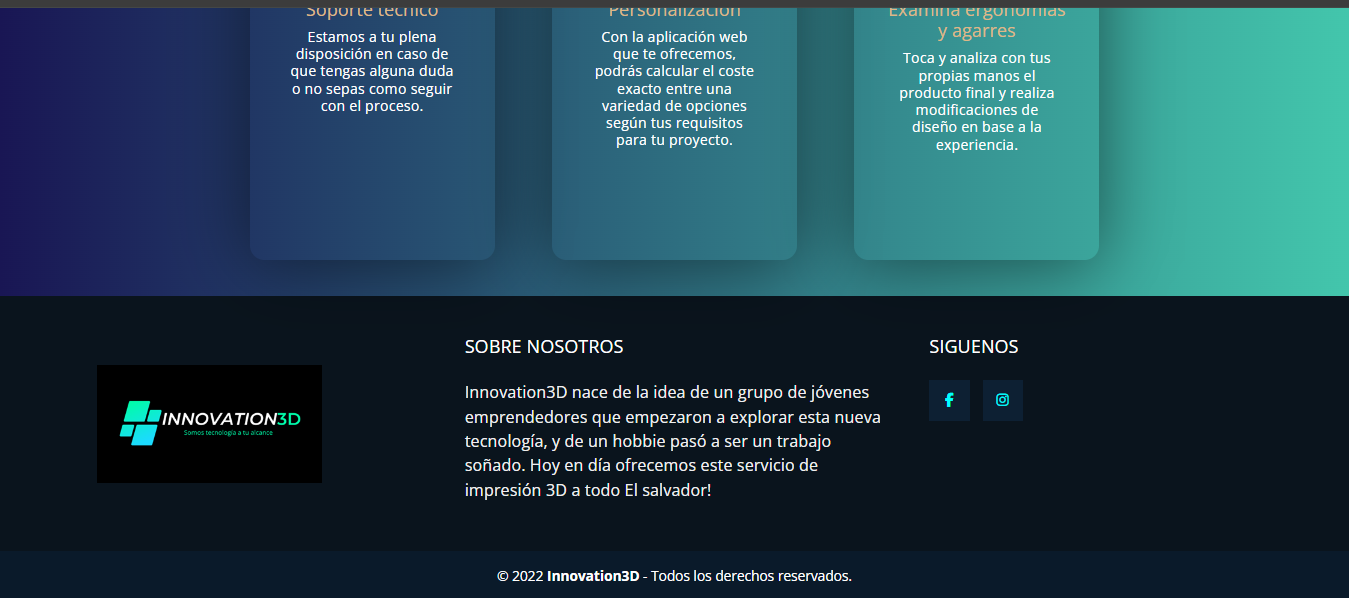 Soporte técnico
Estamos a tu plena
disposición en caso de
que tengas alguna duda
o no sepas como seguir
con el proceso.
Personalización
Con la aplicación web
que te ofrecemos,
podrás calcular el coste
exacto entre una
variedad de opciones
según tus requisitos
para tu proyecto.
Examina ergonomías
y agarres
Toca y analiza con tus
propias manos el
producto final y realiza
modificaciones de
diseño en base a la
experiencia.
INNOVATION3D
Somos tecnología a tu alcance
SOBRE NOSOTROS
Innovation3D nace de la idea de un grupo de jóvenes
emprendedores que empezaron a explorar esta nueva
tecnología, y de un hobbie pasó a ser un trabajo
soñado. Hoy en día ofrecemos este servicio de
impresión 3D a todo El salvador!
SIGUENOS
© 2022 Innovation3D - Todos los derechos reservados.